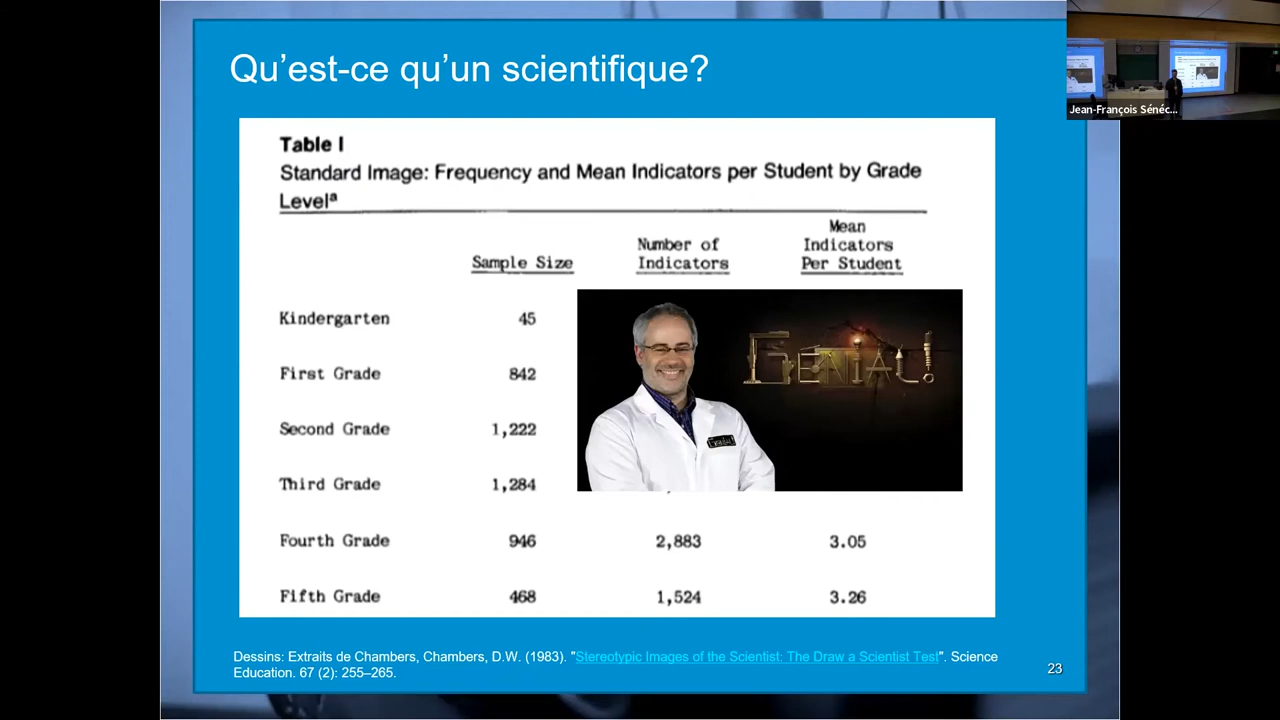 Qu’est-ce qu’un scientifique?
Jean-François Sénéc...
Table I
Standard Image: Frequency and Mean Indicators per Student by Grade
Levelᵃ
Sample Size
Number of
Indicators
Mean
Indicators
Per Student
Kindergarten 45
First Grade 842
Second Grade 1,222
Third Grade 1,284
Fourth Grade 946 2,883 3.05
Fifth Grade 468 1,524 3.26
GÉNIAL!
Dessins: Extraits de Chambers, Chambers, D.W. (1983). "Stereotypic Images of the Scientist: The Draw a Scientist Test". Science
Education. 67 (2): 255–265.
23